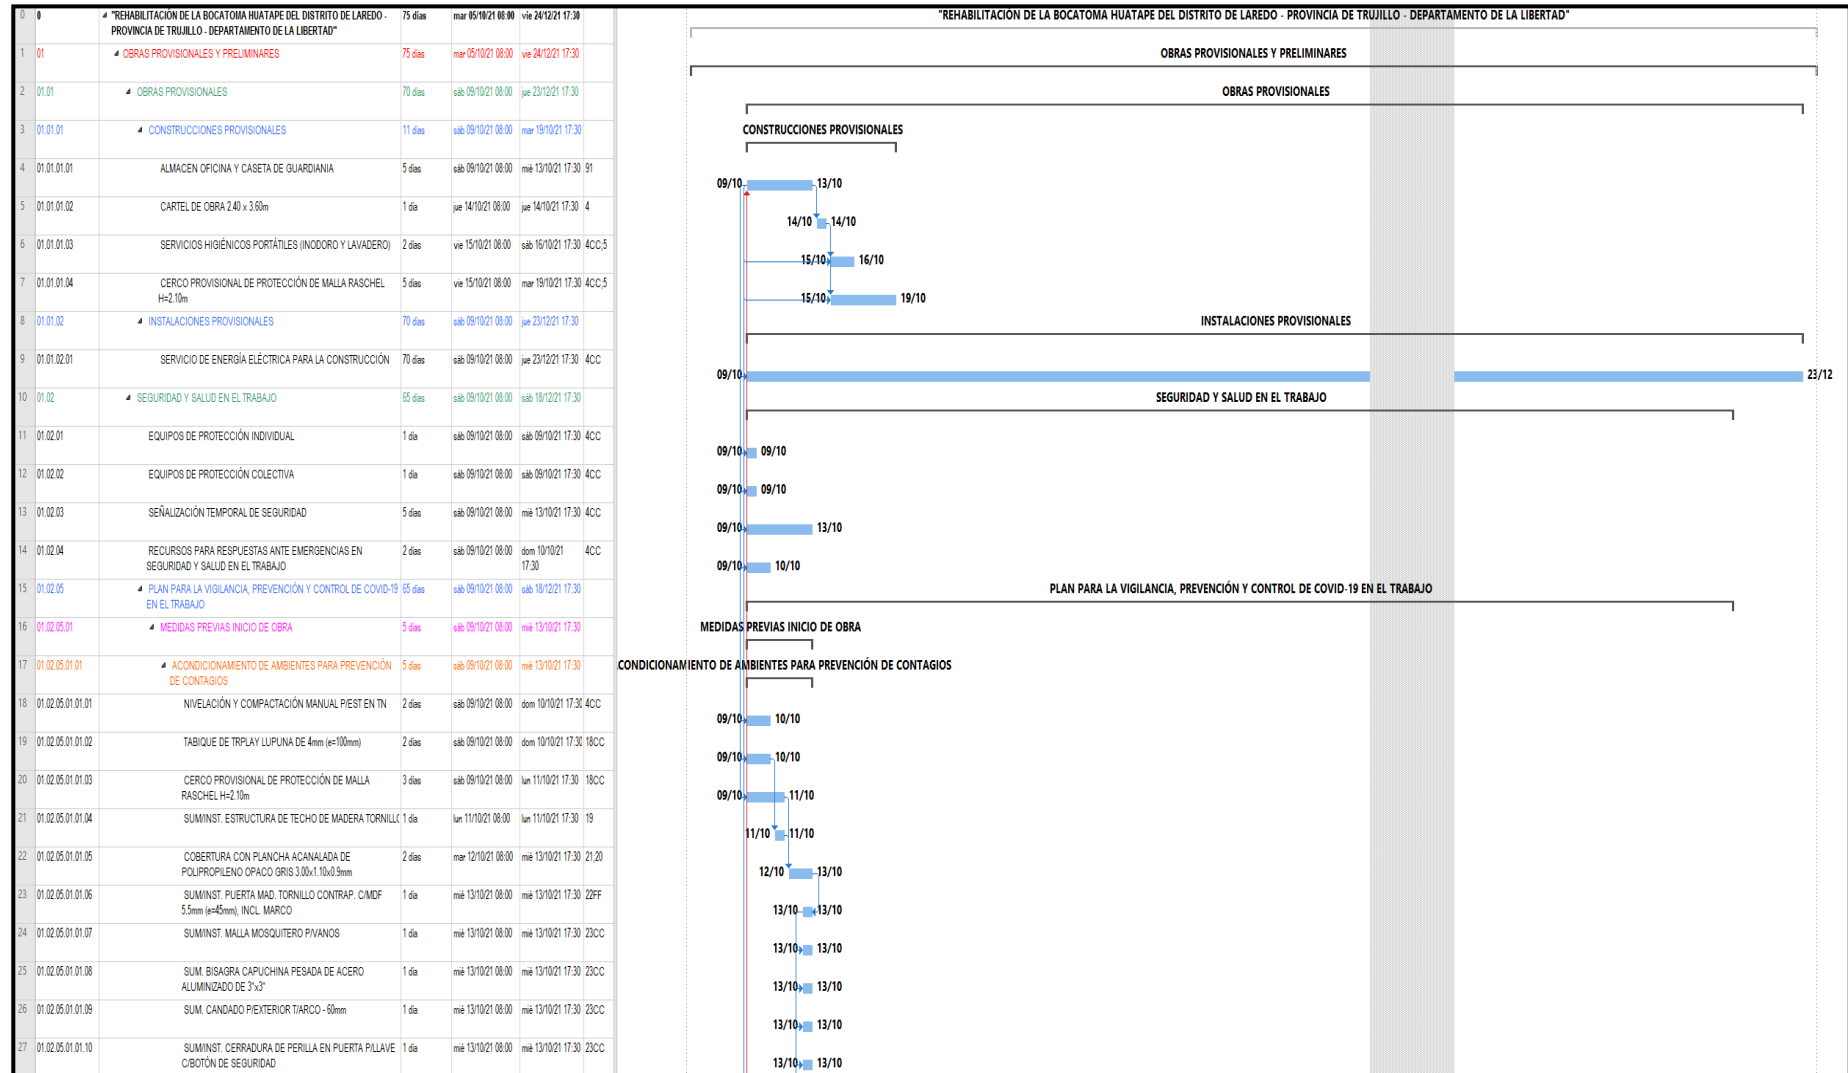 0 0 "REHABILITACIÓN DE LA BOCATOMA HUATAPE DEL DISTRITO DE LAREDO - 75 días mar 05/10/21 08:00 vie 24/12/21 17:30 "REHABILITACIÓN DE LA BOCATOMA HUATAPE DEL DISTRITO DE LAREDO - PROVINCIA DE TRUJILLO - DEPARTAMENTO DE LA LIBERTAD"
PROVINCIA DE TRUJILLO - DEPARTAMENTO DE LA LIBERTAD"
1 01 OBRAS PROVISIONALES Y PRELIMINARES 75 días mar 05/10/21 08:00 vie 24/12/21 17:30 OBRAS PROVISIONALES Y PRELIMINARES
2 01.01 OBRAS PROVISIONALES 70 días sáb 09/10/21 08:00 jue 23/12/21 17:30 OBRAS PROVISIONALES
3 01.01.01 CONSTRUCCIONES PROVISIONALES 11 días sáb 09/10/21 08:00 mar 19/10/21 17:30 CONSTRUCCIONES PROVISIONALES
4 01.01.01.01 ALMACEN OFICINA Y CASETA DE GUARDIANIA 5 días sáb 09/10/21 08:00 mié 13/10/21 17:30 91
09/10 13/10
5 01.01.01.02 CARTEL DE OBRA 2.40 x 3.60m 1 día jue 14/10/21 08:00 jue 14/10/21 17:30 4
14/10 14/10
6 01.01.01.03 SERVICIOS HIGIÉNICOS PORTÁTILES (INODORO Y LAVADERO) 2 días vie 15/10/21 08:00 sáb 16/10/21 17:30 4CC;5
15/10 16/10
7 01.01.01.04 CERCO PROVISIONAL DE PROTECCIÓN DE MALLA RASCHEL 5 días vie 15/10/21 08:00 mar 19/10/21 17:30 4CC;5
H=2.10m 15/10 19/10
8 01.01.02 INSTALACIONES PROVISIONALES 70 días sáb 09/10/21 08:00 jue 23/12/21 17:30 INSTALACIONES PROVISIONALES
9 01.01.02.01 SERVICIO DE ENERGÍA ELÉCTRICA PARA LA CONSTRUCCIÓN 70 días sáb 09/10/21 08:00 jue 23/12/21 17:30 4CC
09/10 23/12
10 01.02 SEGURIDAD Y SALUD EN EL TRABAJO 65 días sáb 09/10/21 08:00 sáb 18/12/21 17:30 SEGURIDAD Y SALUD EN EL TRABAJO
11 01.02.01 EQUIPOS DE PROTECCIÓN INDIVIDUAL 1 día sáb 09/10/21 08:00 sáb 09/10/21 17:30 4CC
09/10 09/10
12 01.02.02 EQUIPOS DE PROTECCIÓN COLECTIVA 1 día sáb 09/10/21 08:00 sáb 09/10/21 17:30 4CC
09/10 09/10
13 01.02.03 SEÑALIZACIÓN TEMPORAL DE SEGURIDAD 5 días sáb 09/10/21 08:00 mié 13/10/21 17:30 4CC
09/10 13/10
14 01.02.04 RECURSOS PARA RESPUESTAS ANTE EMERGENCIAS EN 2 días sáb 09/10/21 08:00 dom 10/10/21 4CC
SEGURIDAD Y SALUD EN EL TRABAJO 17:30 09/10 10/10
15 01.02.05 PLAN PARA LA VIGILANCIA, PREVENCIÓN Y CONTROL DE COVID-19 65 días sáb 09/10/21 08:00 sáb 18/12/21 17:30 PLAN PARA LA VIGILANCIA, PREVENCIÓN Y CONTROL DE COVID-19 EN EL TRABAJO
EN EL TRABAJO
16 01.02.05.01 MEDIDAS PREVIAS INICIO DE OBRA 5 días sáb 09/10/21 08:00 mié 13/10/21 17:30 MEDIDAS PREVIAS INICIO DE OBRA
17 01.02.05.01.01 ACONDICIONAMIENTO DE AMBIENTES PARA PREVENCIÓN 5 días sáb 09/10/21 08:00 mié 13/10/21 17:30 CONDICIONAMIENTO DE AMBIENTES PARA PREVENCIÓN DE CONTAGIOS
DE CONTAGIOS
18 01.02.05.01.01.01 NIVELACIÓN Y COMPACTACIÓN MANUAL P/EST EN TN 2 días sáb 09/10/21 08:00 dom 10/10/21 17:30 4CC
09/10 10/10
19 01.02.05.01.01.02 TABIQUE DE TRPLAY LUPUNA DE 4mm (e=100mm) 2 días sáb 09/10/21 08:00 dom 10/10/21 17:30 18CC
09/10 10/10
20 01.02.05.01.01.03 CERCO PROVISIONAL DE PROTECCIÓN DE MALLA 3 días sáb 09/10/21 08:00 lun 11/10/21 17:30 18CC
RASCHEL H=2.10m 09/10 11/10
21 01.02.05.01.01.04 SUM/INST. ESTRUCTURA DE TECHO DE MADERA TORNILLO 1 día lun 11/10/21 08:00 lun 11/10/21 17:30 19
11/10 11/10
22 01.02.05.01.01.05 COBERTURA CON PLANCHA ACANALADA DE 2 días mar 12/10/21 08:00 mié 13/10/21 17:30 21;20
POLIPROPILENO OPACO GRIS 3.00x1.10x0.9mm 12/10 13/10
23 01.02.05.01.01.06 SUM/INST. PUERTA MAD. TORNILLO CONTRAP. C/MDF 1 día mié 13/10/21 08:00 mié 13/10/21 17:30 22FF
5.5mm (e=45mm), INCL. MARCO 13/10 13/10
24 01.02.05.01.01.07 SUM/INST. MALLA MOSQUITERO P/VANOS 1 día mié 13/10/21 08:00 mié 13/10/21 17:30 23CC
13/10 13/10
25 01.02.05.01.01.08 SUM. BISAGRA CAPUCHINA PESADA DE ACERO 1 día mié 13/10/21 08:00 mié 13/10/21 17:30 23CC
ALUMINIZADO DE 3"x3" 13/10 13/10
26 01.02.05.01.01.09 SUM. CANDADO P/EXTERIOR T/ARCO - 60mm 1 día mié 13/10/21 08:00 mié 13/10/21 17:30 23CC
13/10 13/10
27 01.02.05.01.01.10 SUM/INST. CERRADURA DE PERILLA EN PUERTA P/LLAVE 1 día mié 13/10/21 08:00 mié 13/10/21 17:30 23CC
C/BOTÓN DE SEGURIDAD 13/10 13/10